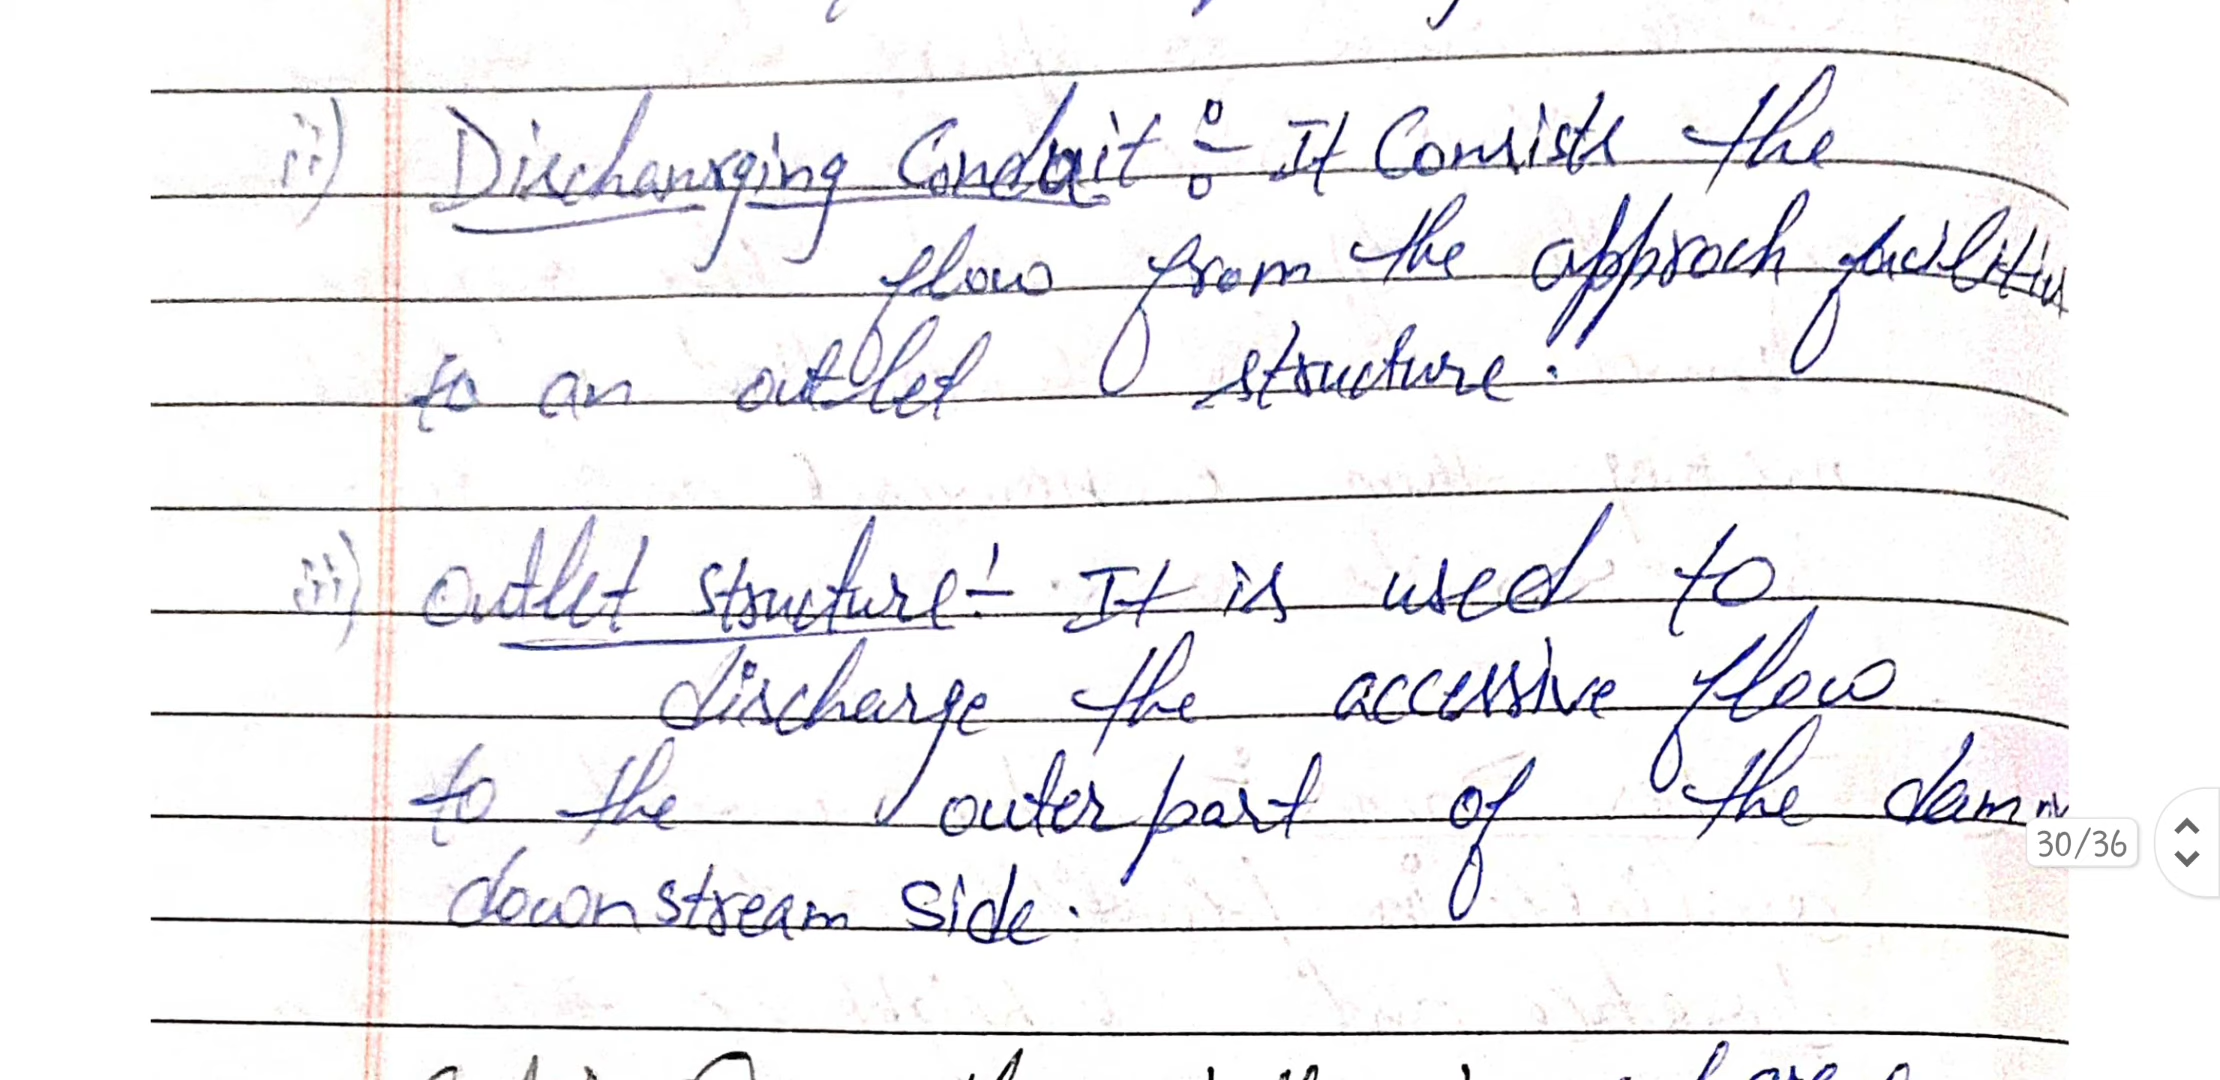 ii) Discharging Conduit :- It Consists the
flow from the approach facilities
to an outlet structure.
iii) Outlet structure :- It is used to
discharge the accessive flow
to the outer part of the dam
downstream side.
30/36